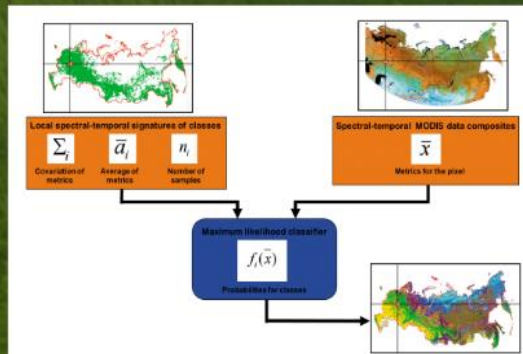 Local spectral-temporal signatures of classes
Σi āi ni
Covariation of metrics
Average of metrics
Number of samples
Spectral-temporal MODIS data composites
x̄
Metrics for the pixel
Maximum likelihood classifier
fi(x̄)
Probabilities for classes